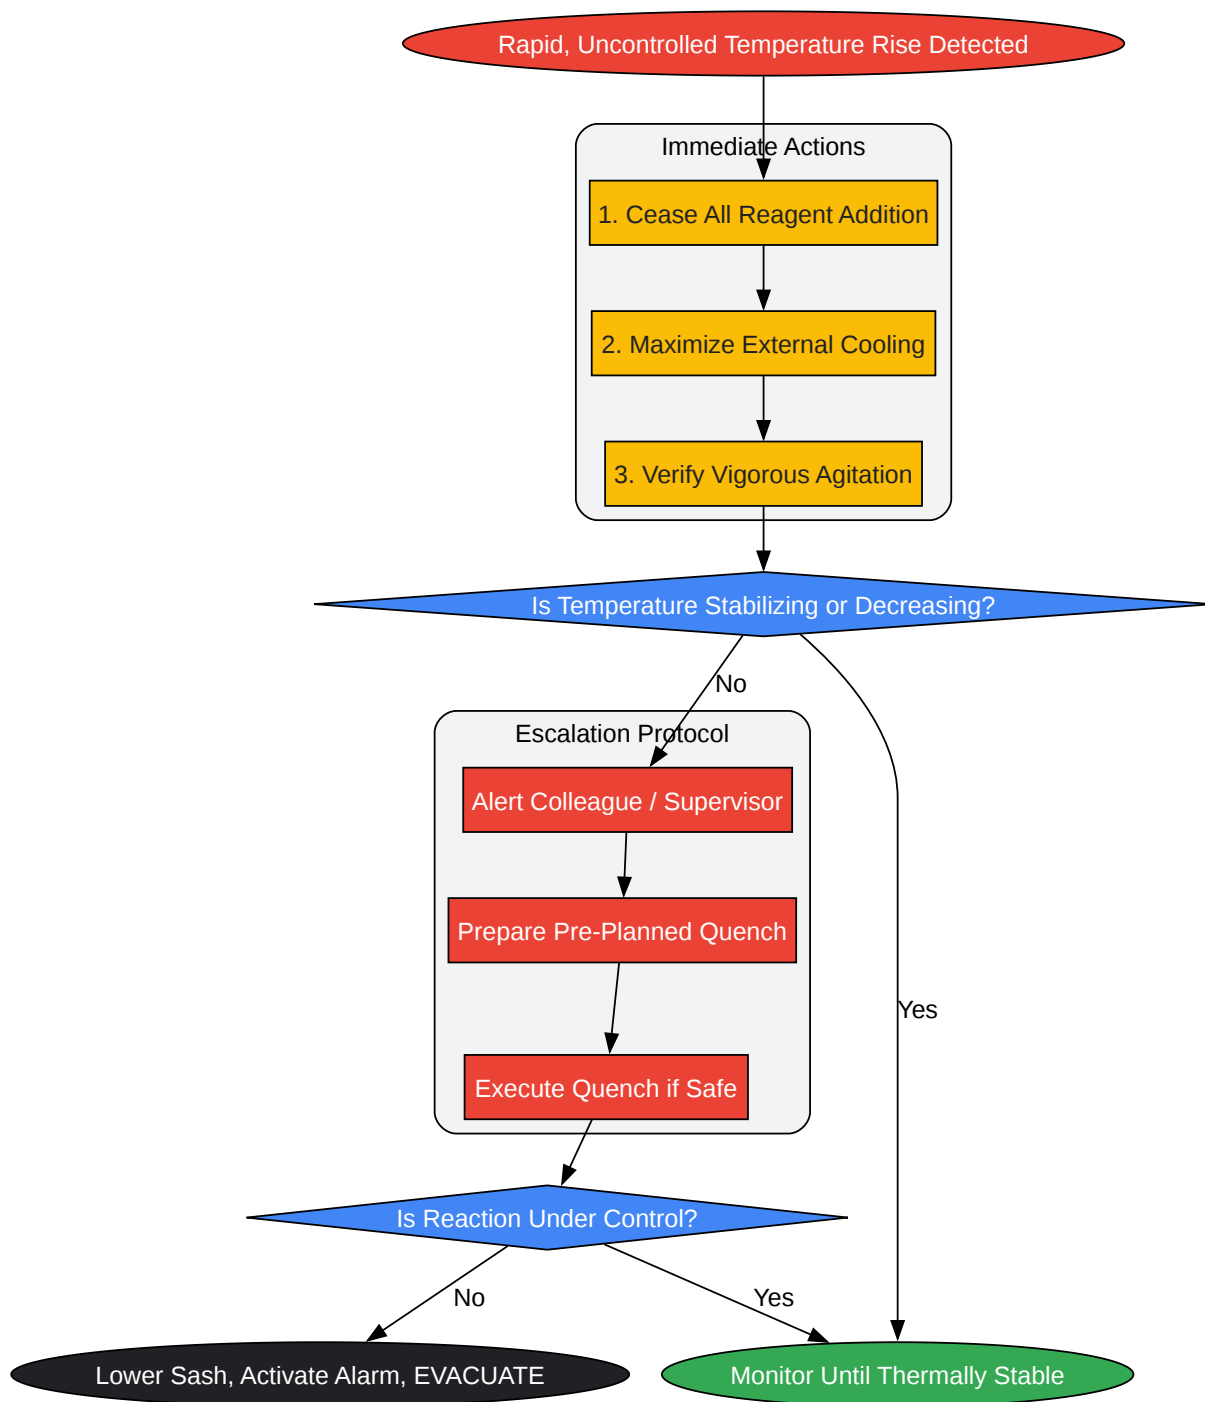 Rapid, Uncontrolled Temperature Rise Detected
Immediate Actions
1. Cease All Reagent Addition
2. Maximize External Cooling
3. Verify Vigorous Agitation
Is Temperature Stabilizing or Decreasing?
No
Escalation Protocol
Alert Colleague / Supervisor
Prepare Pre-Planned Quench
Yes
Execute Quench if Safe
Is Reaction Under Control?
No
Yes
Lower Sash, Activate Alarm, EVACUATE
Monitor Until Thermally Stable